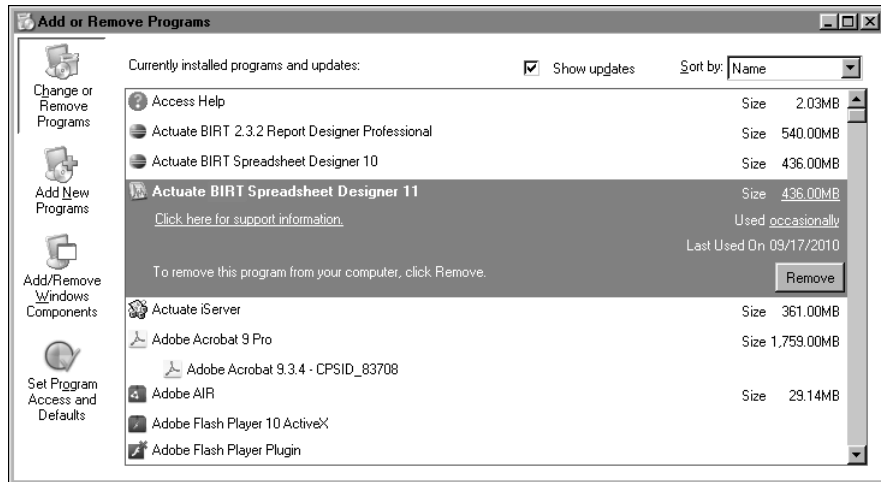 Add or Remove Programs
Change or
Remove
Programs
Add New
Programs
Add/Remove
Windows
Components
Set Program
Access and
Defaults
Currently installed programs and updates:
Show updates
Sort by: Name
Access Help Size 2.03MB
Actuate BIRT 2.3.2 Report Designer Professional Size 540.00MB
Actuate BIRT Spreadsheet Designer 10 Size 436.00MB
Actuate BIRT Spreadsheet Designer 11 Size 436.00MB
Click here for support information. Used occasionally
Last Used On 09/17/2010
To remove this program from your computer, click Remove. Remove
Actuate iServer Size 361.00MB
Adobe Acrobat 9 Pro Size 1,759.00MB
Adobe Acrobat 9.3.4 - CPSID_83708
Adobe AIR Size 29.14MB
Adobe Flash Player 10 ActiveX
Adobe Flash Player Plugin